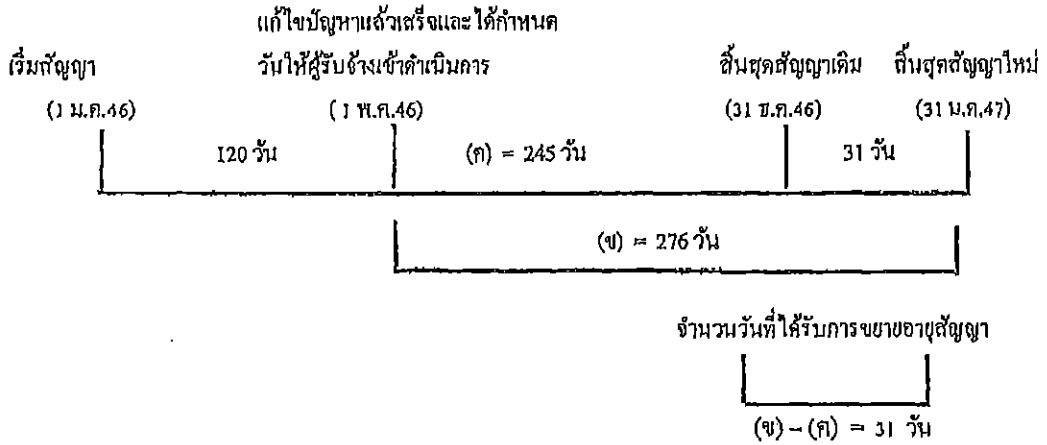 แก้ไขปัญหาแล้วเสร็จและได้กำหนด
เริ่มสัญญา วันให้ผู้รับจ้างเข้าดำเนินการ สิ้นสุดสัญญาเดิม สิ้นสุดสัญญาใหม่
(1 ม.ค.46) (1 พ.ค.46) (31 ธ.ค.46) (31 ม.ค.47)
120 วัน (ค) = 245 วัน 31 วัน
(ข) = 276 วัน
จำนวนวันที่ได้รับการขยายอายุสัญญา
(ข) – (ค) = 31 วัน